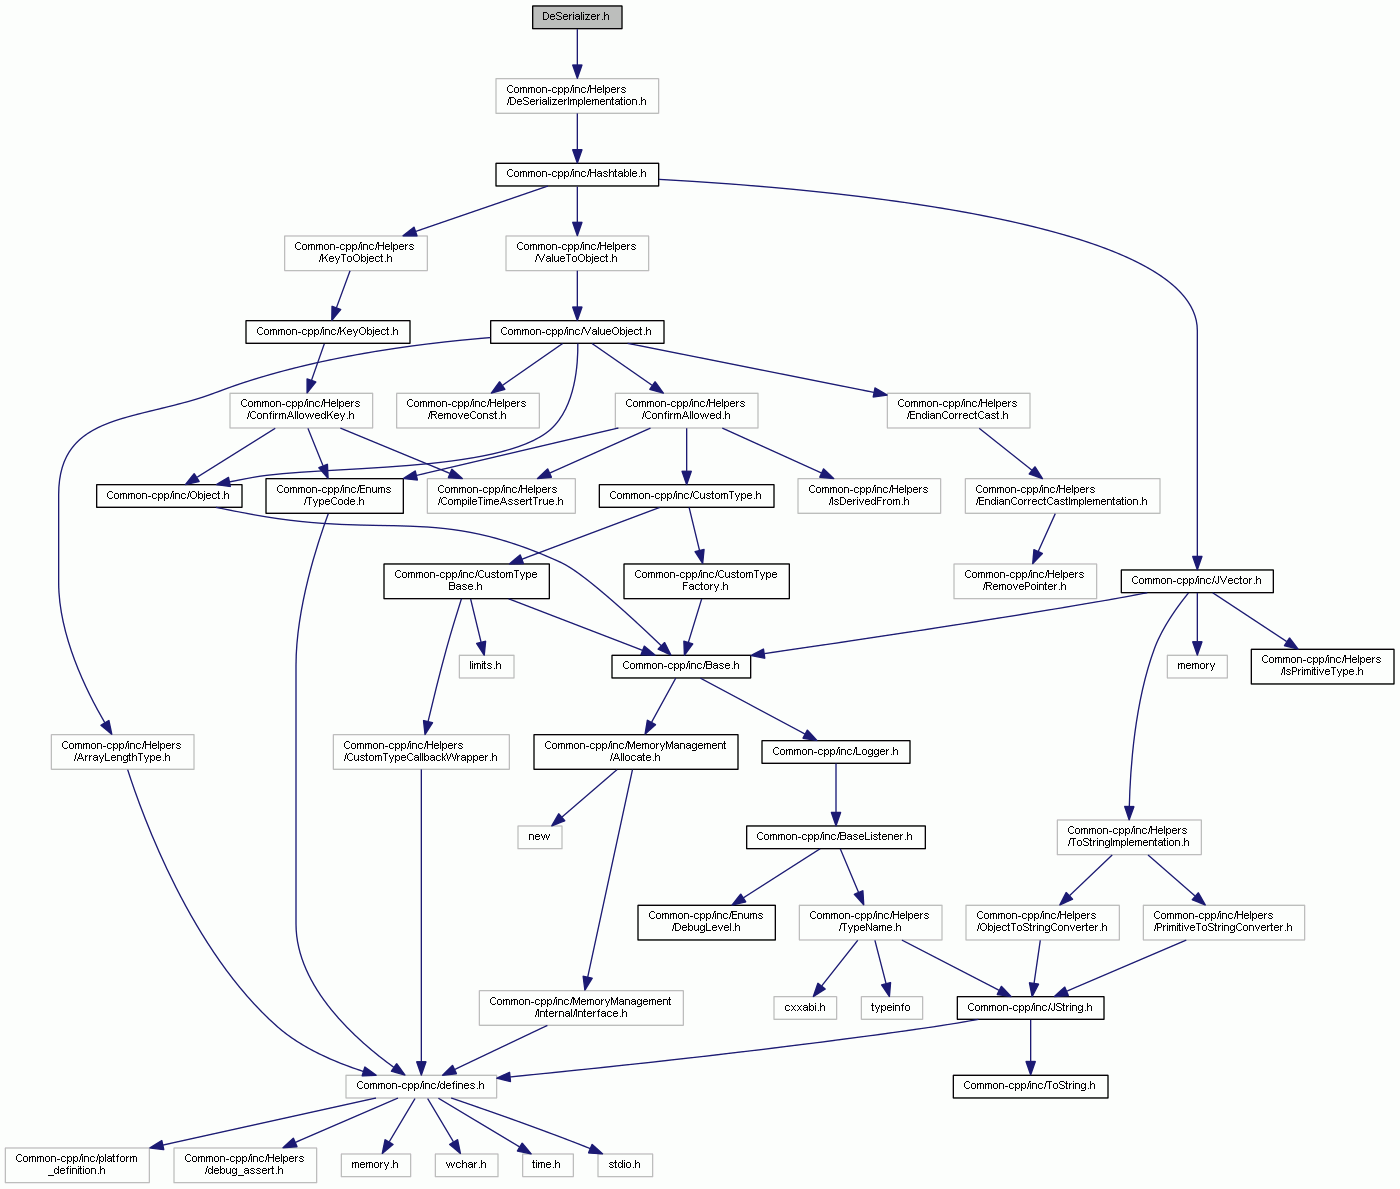 DeSerializer.h
Common-cpp/inc/Helpers
/DeSerializerImplementation.h
Common-cpp/inc/Hashtable.h
Common-cpp/inc/Helpers
/KeyToObject.h
Common-cpp/inc/Helpers
/ValueToObject.h
Common-cpp/inc/KeyObject.h
Common-cpp/inc/ValueObject.h
Common-cpp/inc/Helpers
/ConfirmAllowedKey.h
Common-cpp/inc/Helpers
/RemoveConst.h
Common-cpp/inc/Helpers
/ConfirmAllowed.h
Common-cpp/inc/Helpers
/EndianCorrectCast.h
Common-cpp/inc/Object.h
Common-cpp/inc/Enums
/TypeCode.h
Common-cpp/inc/Helpers
/CompileTimeAssertTrue.h
Common-cpp/inc/CustomType.h
Common-cpp/inc/Helpers
/IsDerivedFrom.h
Common-cpp/inc/Helpers
/EndianCorrectCastImplementation.h
Common-cpp/inc/CustomType
Base.h
Common-cpp/inc/CustomType
Factory.h
Common-cpp/inc/Helpers
/RemovePointer.h
Common-cpp/inc/JVector.h
limits.h
Common-cpp/inc/Base.h
memory
Common-cpp/inc/Helpers
/IsPrimitiveType.h
Common-cpp/inc/Helpers
/ArrayLengthType.h
Common-cpp/inc/Helpers
/CustomTypeCallbackWrapper.h
Common-cpp/inc/MemoryManagement
/Allocate.h
Common-cpp/inc/Logger.h
new
Common-cpp/inc/BaseListener.h
Common-cpp/inc/Helpers
/ToStringImplementation.h
Common-cpp/inc/Enums
/DebugLevel.h
Common-cpp/inc/Helpers
/TypeName.h
Common-cpp/inc/Helpers
/ObjectToStringConverter.h
Common-cpp/inc/Helpers
/PrimitiveToStringConverter.h
Common-cpp/inc/MemoryManagement
/Internal/Interface.h
cxxabi.h
typeinfo
Common-cpp/inc/JString.h
Common-cpp/inc/defines.h
Common-cpp/inc/ToString.h
Common-cpp/inc/platform
_definition.h
Common-cpp/inc/Helpers
/debug_assert.h
memory.h
wchar.h
time.h
stdio.h